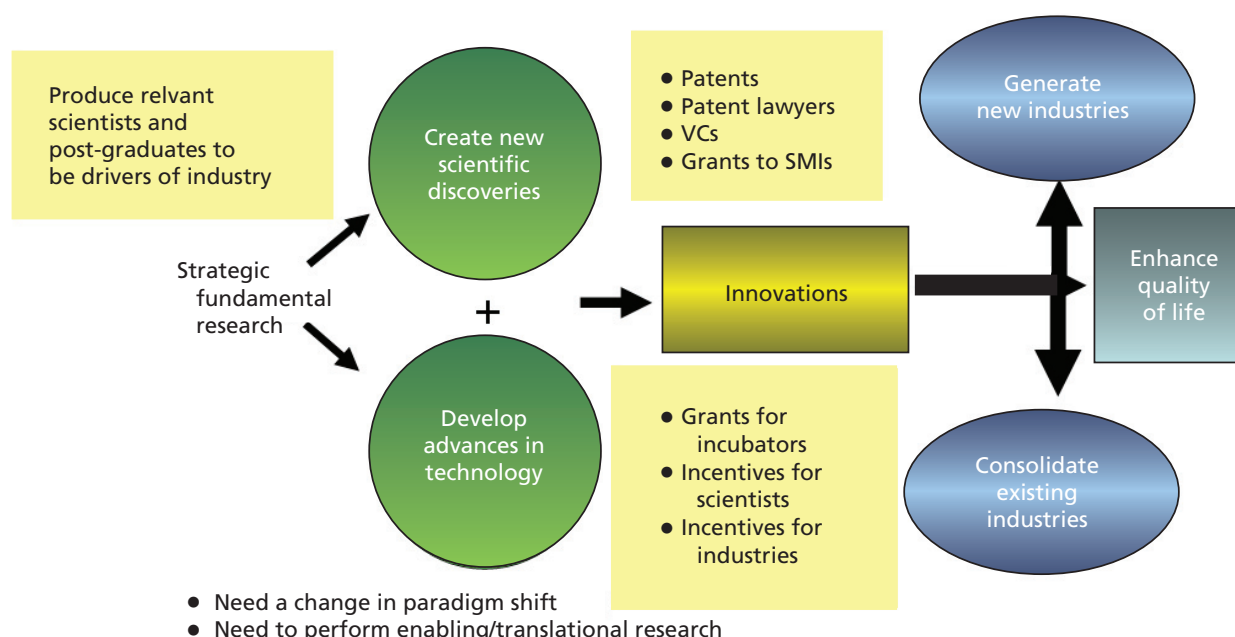 Produce relvant
scientists and
post-graduates to
be drivers of industry
Strategic
fundamental
research
Create new
scientific
discoveries
+
Develop
advances in
technology
● Patents
● Patent lawyers
● VCs
● Grants to SMIs
Innovations
● Grants for
incubators
● Incentives for
scientists
● Incentives for
industries
Generate
new industries
Enhance
quality
of life
Consolidate
existing
industries
● Need a change in paradigm shift
● Need to perform enabling/translational research